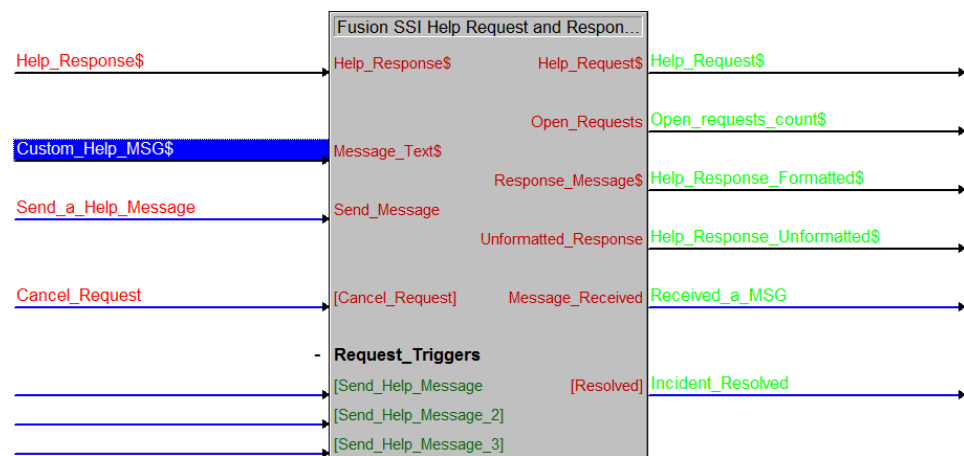 Fusion SSI Help Request and Respon...
Help_Response$ Help_Response$ Help_Request$ Help_Request$
Open_Requests Open_requests_count$
Custom_Help_MSG$ Message_Text$
Response_Message$ Help_Response_Formatted$
Send_a_Help_Message Send_Message
Unformatted_Response Help_Response_Unformatted$
Cancel_Request [Cancel_Request] Message_Received Received_a_MSG
- Request_Triggers
[Send_Help_Message [Resolved] Incident_Resolved
[Send_Help_Message_2]
[Send_Help_Message_3]